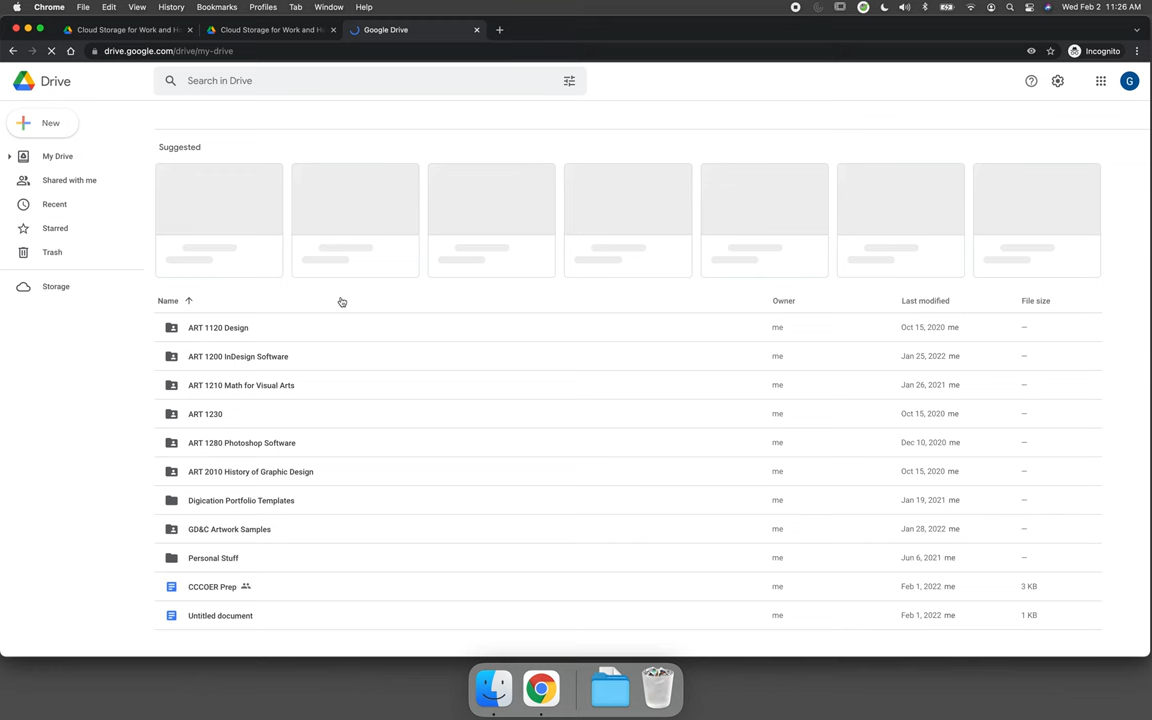 Chrome File Edit View History Bookmarks Profiles Tab Window Help Wed Feb 2 11:26 AM
Cloud Storage for Work and H Cloud Storage for Work and H Google Drive
drive.google.com/drive/my-drive Incognito
Drive Search in Drive G
New
Suggested
My Drive
Shared with me
Recent
Starred
Trash
Storage
Name Owner Last modified File size
ART 1120 Design me Oct 15, 2020 me –
ART 1200 InDesign Software me Jan 25, 2022 me –
ART 1210 Math for Visual Arts me Jan 26, 2021 me –
ART 1230 me Oct 15, 2020 me –
ART 1280 Photoshop Software me Dec 10, 2020 me –
ART 2010 History of Graphic Design me Oct 15, 2020 me –
Digication Portfolio Templates me Jan 19, 2021 me –
GD&C Artwork Samples me Jan 28, 2022 me –
Personal Stuff me Jun 6, 2021 me –
CCCOER Prep me Feb 1, 2022 me 3 KB
Untitled document me Feb 1, 2022 me 1 KB